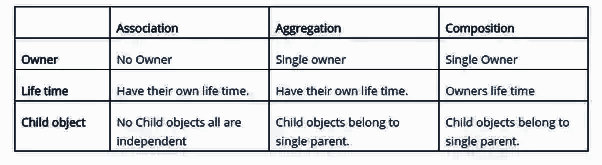 Association Aggregation Composition
Owner No Owner Single owner Single Owner
Life time Have their own life time. Have their own life time. Owners life time
Child object No Child objects all are Child objects belong to Child objects belong to
independent single parent. single parent.